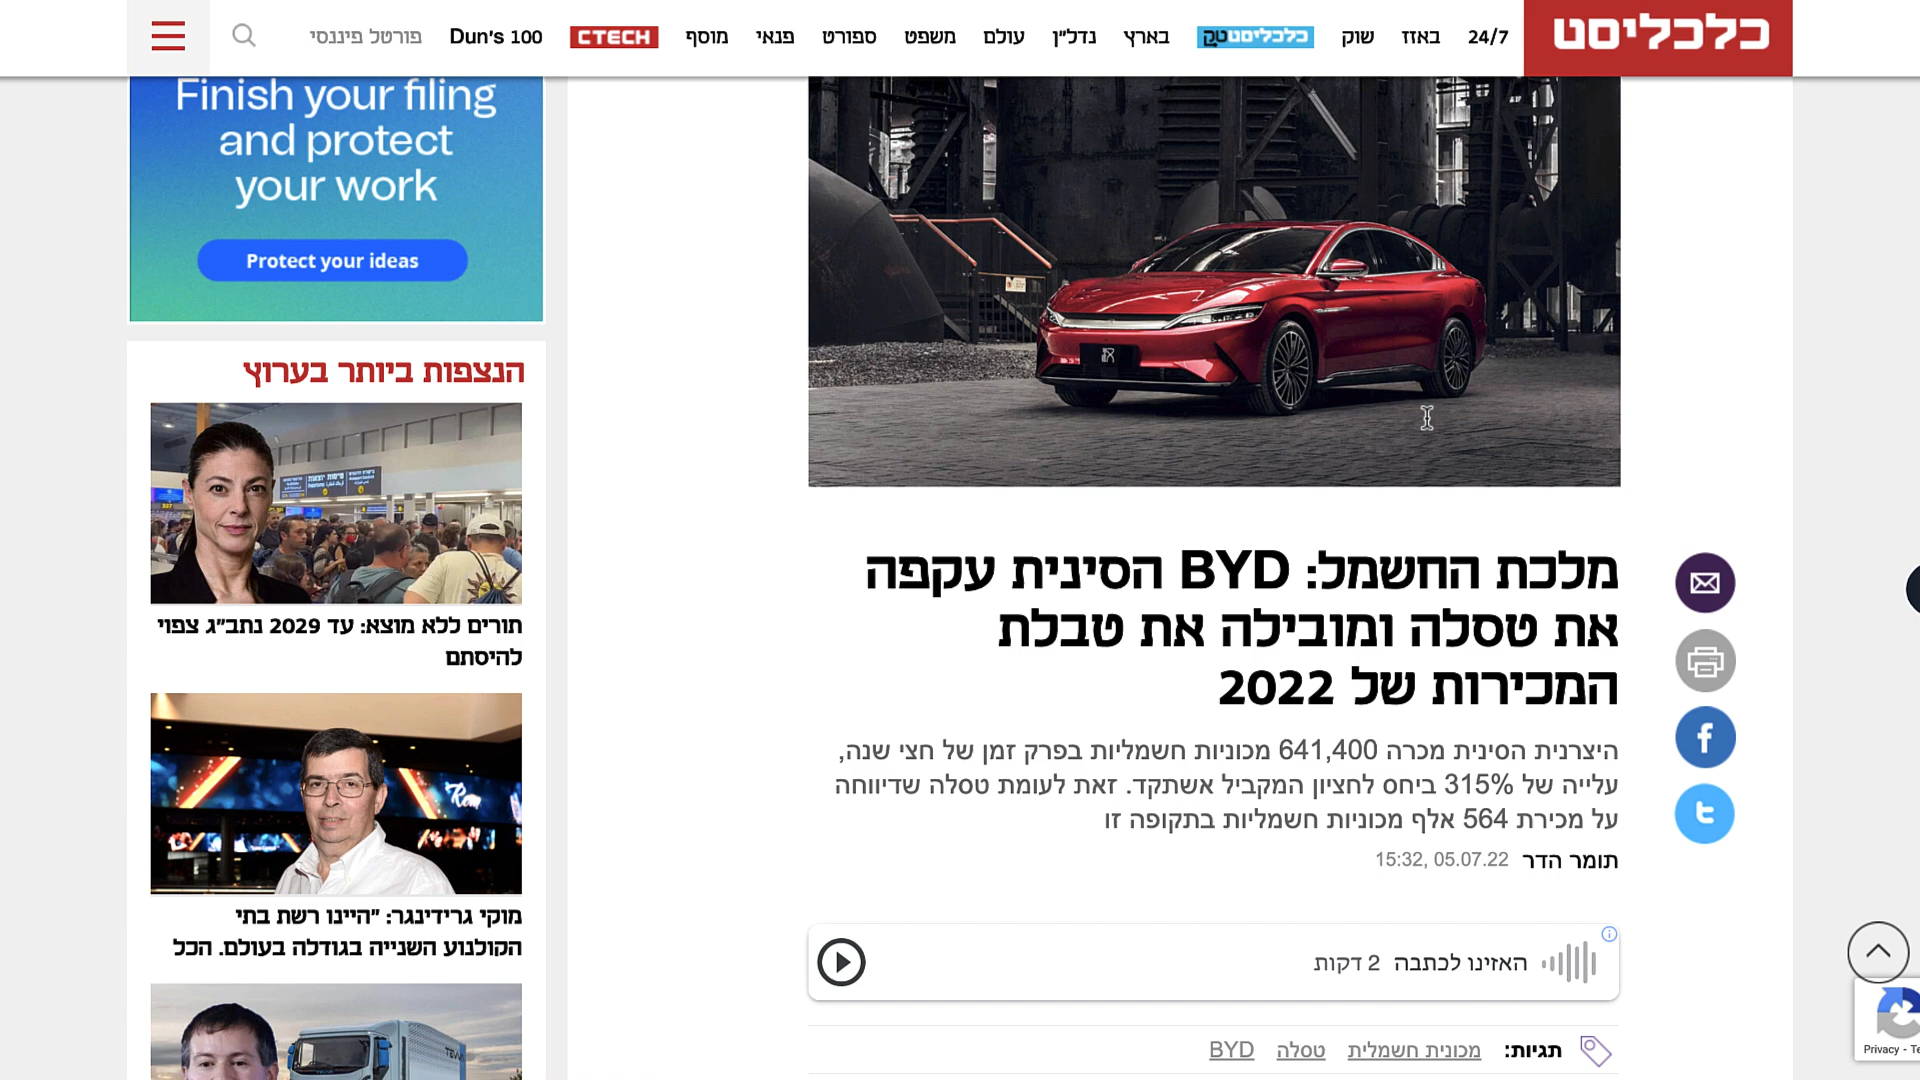 כלכליסט
24/7 באזז שוק כלכליסטטק בארץ נדל"ן עולם משפט ספורט פנאי מוסף CTECH Dun's 100 פורטל פיננסי
מלכת החשמל: BYD הסינית עקפה
את טסלה ומובילה את טבלת
המכירות של 2022
היצרנית הסינית מכרה 641,400 מכוניות חשמליות בפרק זמן של חצי שנה,
עלייה של 315% ביחס לחציון המקביל אשתקד. זאת לעומת טסלה שדיווחה
על מכירת 564 אלף מכוניות חשמליות בתקופה זו
תומר הדר 15:32, 05.07.22
האזינו לכתבה 2 דקות
תגיות: מכונית חשמלית טסלה BYD
Finish your filing
and protect
your work
Protect your ideas
הנצפות ביותר בערוץ
תורים ללא מוצא: עד 2029 נתב"ג צפוי
להיסתם
מוקי גרידינגר: "היינו רשת בתי
הקולנוע השנייה בגודלה בעולם. הכל
Privacy - Te